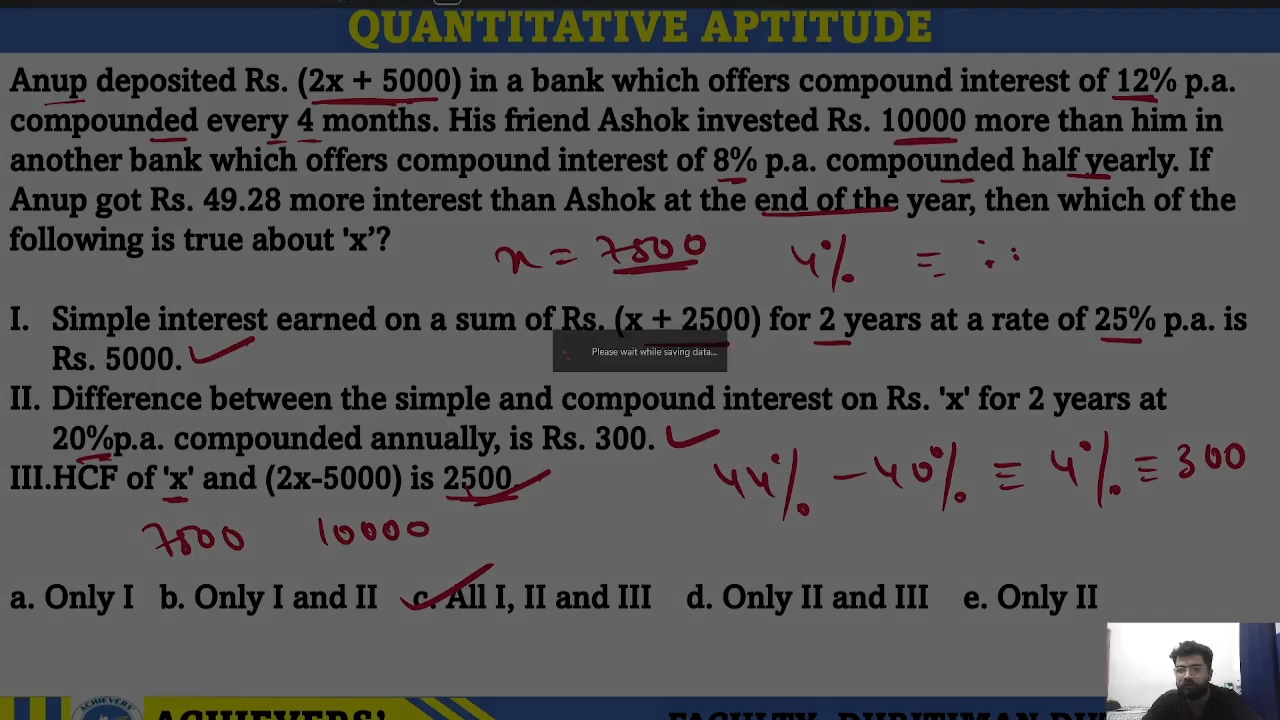 QUANTITATIVE APTITUDE
Anup deposited Rs. (2x + 5000) in a bank which offers compound interest of 12% p.a.
compounded every 4 months. His friend Ashok invested Rs. 10000 more than him in
another bank which offers compound interest of 8% p.a. compounded half yearly. If
Anup got Rs. 49.28 more interest than Ashok at the end of the year, then which of the
following is true about 'x'?
x = 7500 4% =
I. Simple interest earned on a sum of Rs. (x + 2500) for 2 years at a rate of 25% p.a. is
Please wait while saving data...
Rs. 5000.
II. Difference between the simple and compound interest on Rs. 'x' for 2 years at
20%p.a. compounded annually, is Rs. 300.
44% - 40% ≡ 4% ≡ 300
III.HCF of 'x' and (2x-5000) is 2500.
7500 10000
a. Only I b. Only I and II c. All I, II and III d. Only II and III e. Only II
ACHIEVERS
ACHIEVERS'